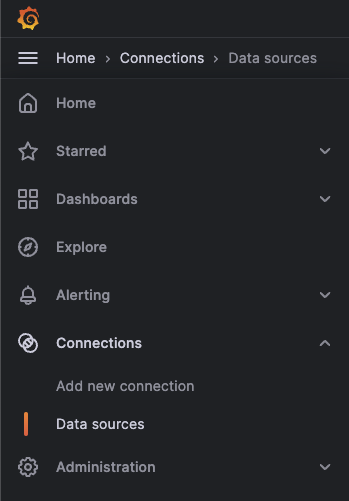 Home › Connections › Data sources
Home
Starred
Dashboards
Explore
Alerting
Connections
Add new connection
Data sources
Administration